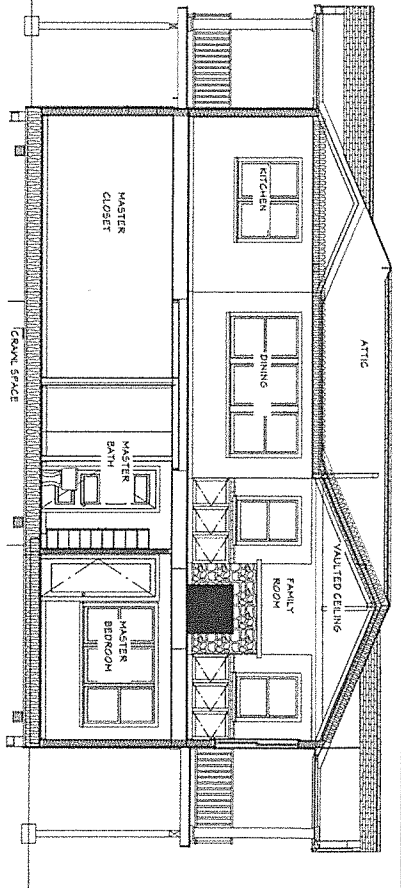 ATTIC
VAULTED CEILING
KITCHEN
DINING
FAMILY
ROOM
MASTER
CLOSET
MASTER
BATH
MASTER
BEDROOM
CRAWL SPACE